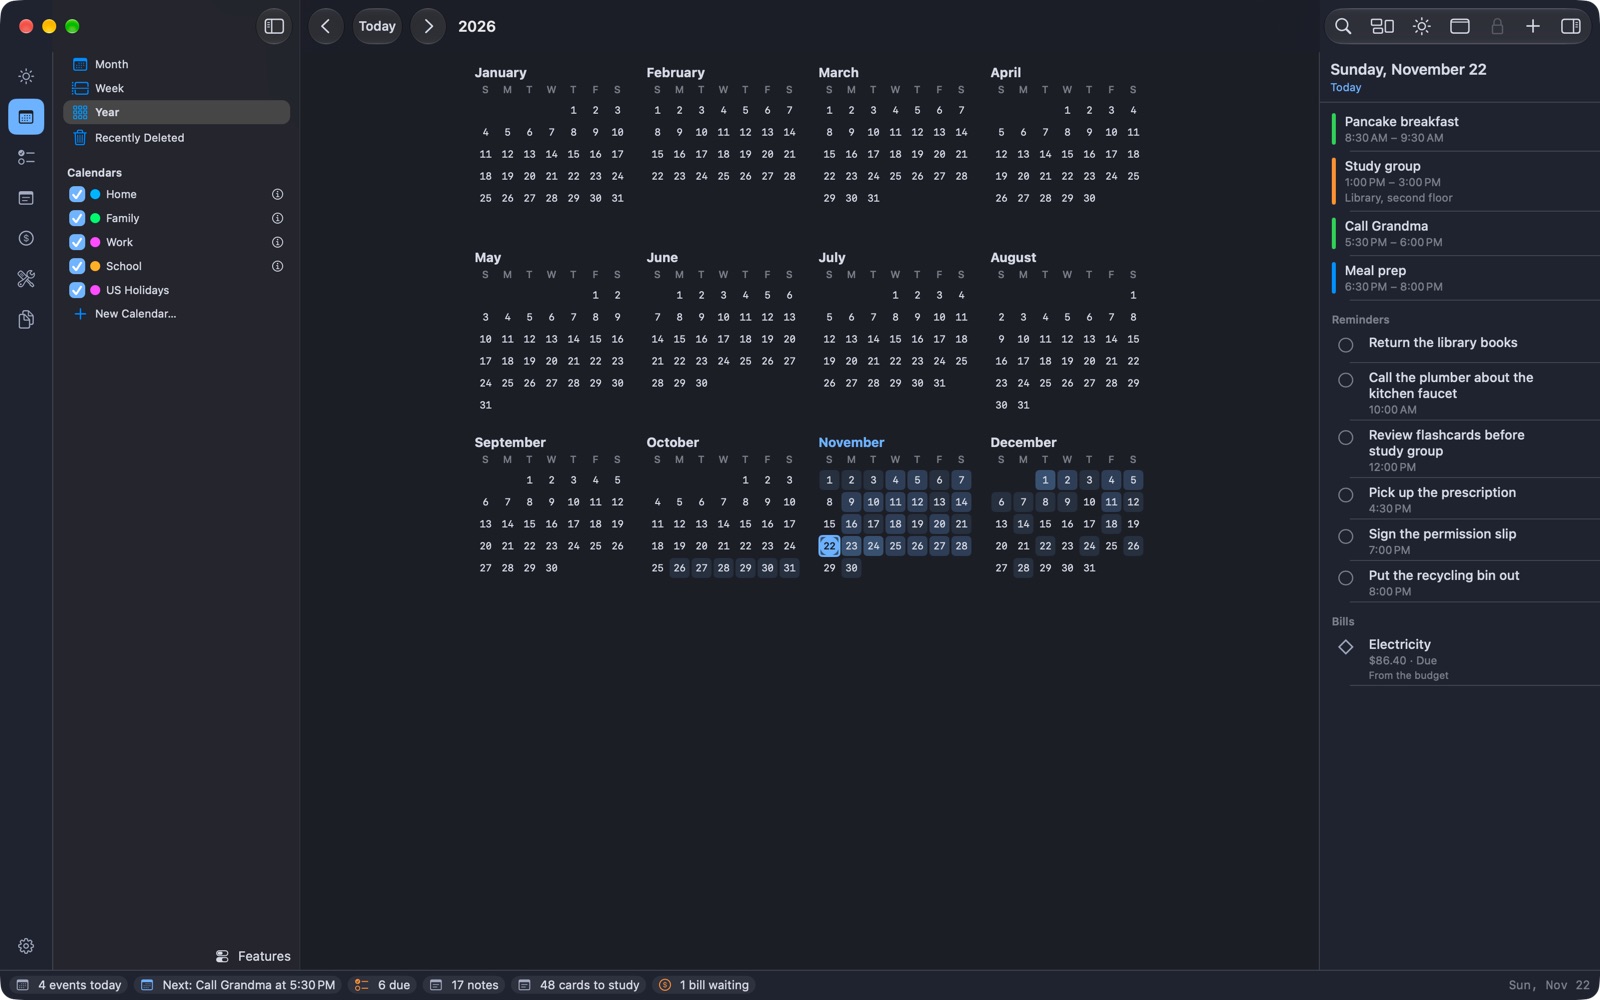 Today
2026
Month
Week
Year
Recently Deleted
Calendars
Home
Family
Work
School
US Holidays
New Calendar...
Features
January February March April
S M T W T F S S M T W T F S S M T W T F S S M T W T F S
1 2 3 1 2 3 4 5 6 7 1 2 3 4 5 6 7 1 2 3 4
4 5 6 7 8 9 10 8 9 10 11 12 13 14 8 9 10 11 12 13 14 5 6 7 8 9 10 11
11 12 13 14 15 16 17 15 16 17 18 19 20 21 15 16 17 18 19 20 21 12 13 14 15 16 17 18
18 19 20 21 22 23 24 22 23 24 25 26 27 28 22 23 24 25 26 27 28 19 20 21 22 23 24 25
25 26 27 28 29 30 31 29 30 31 26 27 28 29 30
May June July August
S M T W T F S S M T W T F S S M T W T F S S M T W T F S
1 2 1 2 3 4 5 6 1 2 3 4 1
3 4 5 6 7 8 9 7 8 9 10 11 12 13 5 6 7 8 9 10 11 2 3 4 5 6 7 8
10 11 12 13 14 15 16 14 15 16 17 18 19 20 12 13 14 15 16 17 18 9 10 11 12 13 14 15
17 18 19 20 21 22 23 21 22 23 24 25 26 27 19 20 21 22 23 24 25 16 17 18 19 20 21 22
24 25 26 27 28 29 30 28 29 30 26 27 28 29 30 31 23 24 25 26 27 28 29
31 30 31
September October November December
S M T W T F S S M T W T F S S M T W T F S S M T W T F S
1 2 3 4 5 1 2 3 1 2 3 4 5 6 7 1 2 3 4 5
6 7 8 9 10 11 12 4 5 6 7 8 9 10 8 9 10 11 12 13 14 6 7 8 9 10 11 12
13 14 15 16 17 18 19 11 12 13 14 15 16 17 15 16 17 18 19 20 21 13 14 15 16 17 18 19
20 21 22 23 24 25 26 18 19 20 21 22 23 24 22 23 24 25 26 27 28 20 21 22 23 24 25 26
27 28 29 30 25 26 27 28 29 30 31 29 30 27 28 29 30 31
Sunday, November 22
Today
Pancake breakfast
8:30 AM – 9:30 AM
Study group
1:00 PM – 3:00 PM
Library, second floor
Call Grandma
5:30 PM – 6:00 PM
Meal prep
6:30 PM – 8:00 PM
Reminders
Return the library books
Call the plumber about the
kitchen faucet
10:00 AM
Review flashcards before
study group
12:00 PM
Pick up the prescription
4:30 PM
Sign the permission slip
7:00 PM
Put the recycling bin out
8:00 PM
Bills
Electricity
$86.40 · Due
From the budget
4 events today
Next: Call Grandma at 5:30 PM
6 due
17 notes
48 cards to study
1 bill waiting
Sun, Nov 22